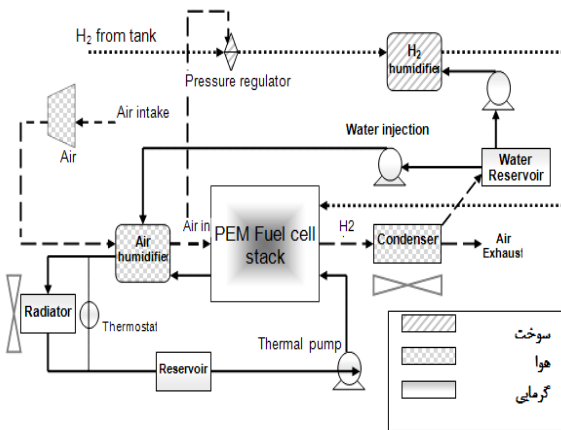 H2 from tank
H2
humidifier
Pressure regulator
Air intake
Air
Water injection
Water
Reservoir
Air in
PEM Fuel cell
stack
H2
Condenser
Air
Exhaust
Air
humidifier
Radiator
Thermostat
Thermal pump
Reservoir
سوخت
هوا
گرمایی